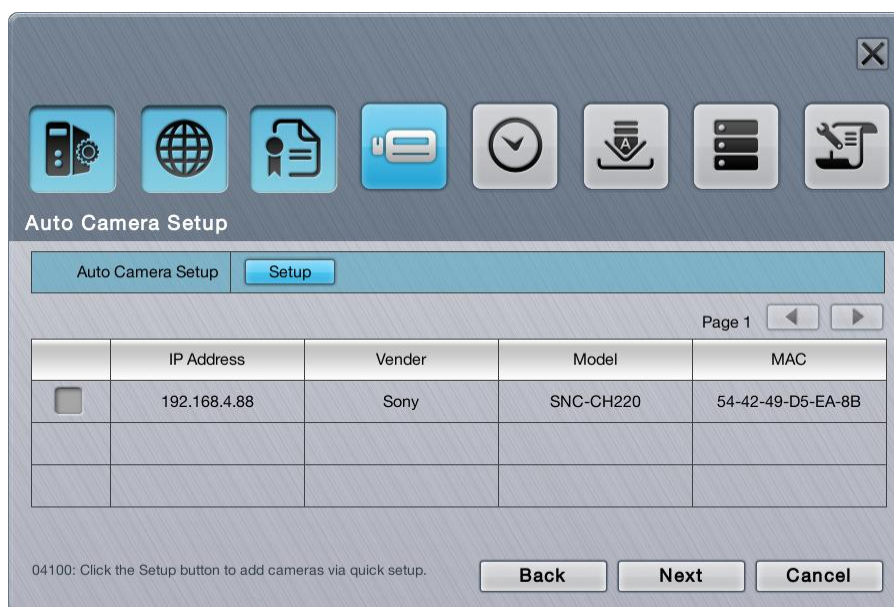 A
Auto Camera Setup
Auto Camera Setup Setup
Page 1
IP Address Vender Model MAC
192.168.4.88 Sony SNC-CH220 54-42-49-D5-EA-8B
04100: Click the Setup button to add cameras via quick setup.
Back Next Cancel